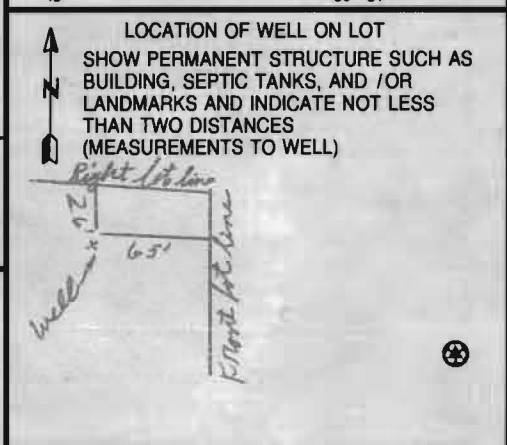 LOCATION OF WELL ON LOT
SHOW PERMANENT STRUCTURE SUCH AS
BUILDING, SEPTIC TANKS, AND /OR
LANDMARKS AND INDICATE NOT LESS
THAN TWO DISTANCES
(MEASUREMENTS TO WELL)
N
Right lot line
26'
x
65'
Well
Front lot line